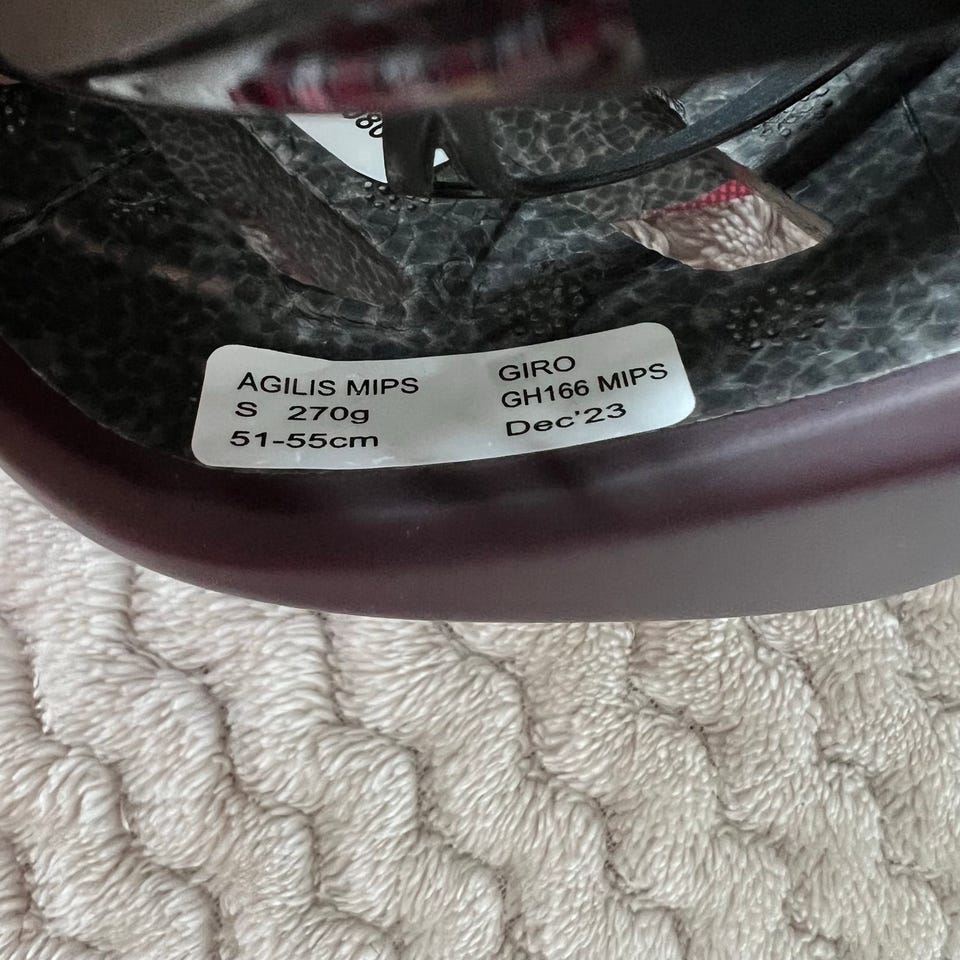 AGILIS MIPS
S 270g
51-55cm
GIRO
GH166 MIPS
Dec'23